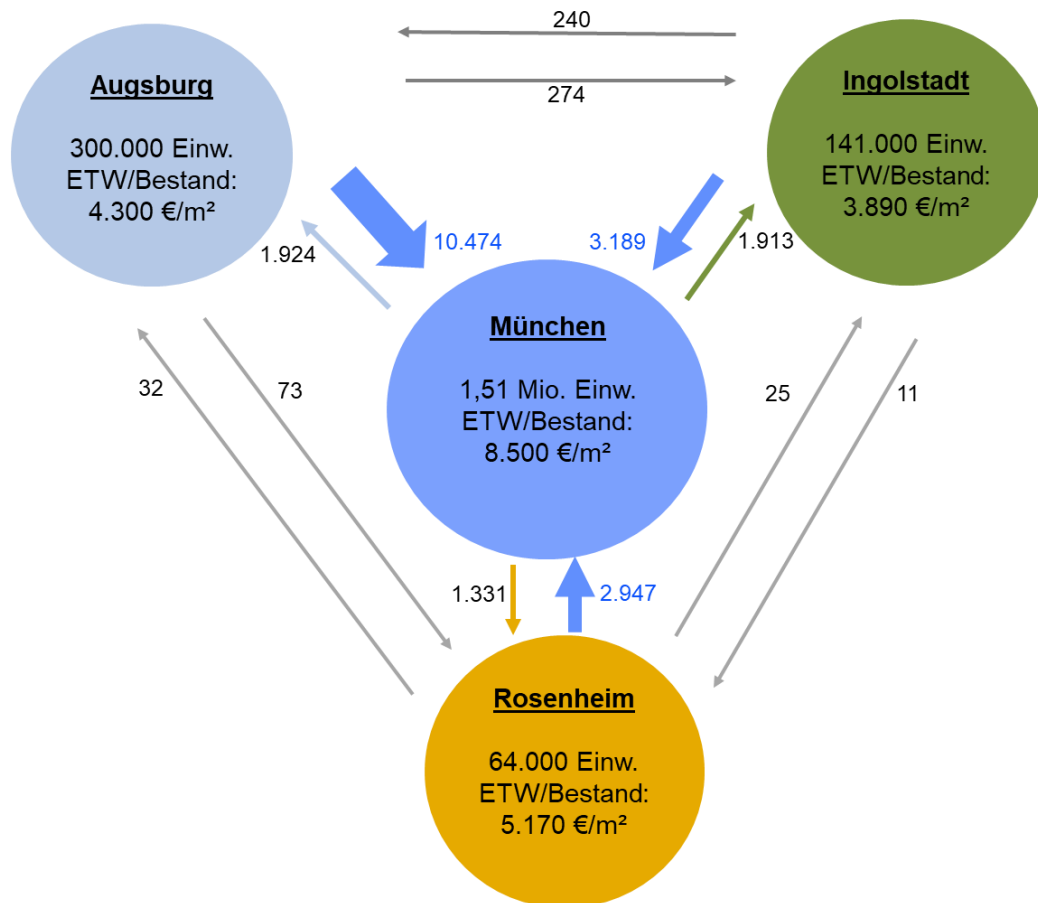 240
274
Augsburg
300.000 Einw.
ETW/Bestand:
4.300 €/m²
Ingolstadt
141.000 Einw.
ETW/Bestand:
3.890 €/m²
1.924
10.474
3.189
1.913
München
1,51 Mio. Einw.
ETW/Bestand:
8.500 €/m²
32
73
25
11
1.331
2.947
Rosenheim
64.000 Einw.
ETW/Bestand:
5.170 €/m²